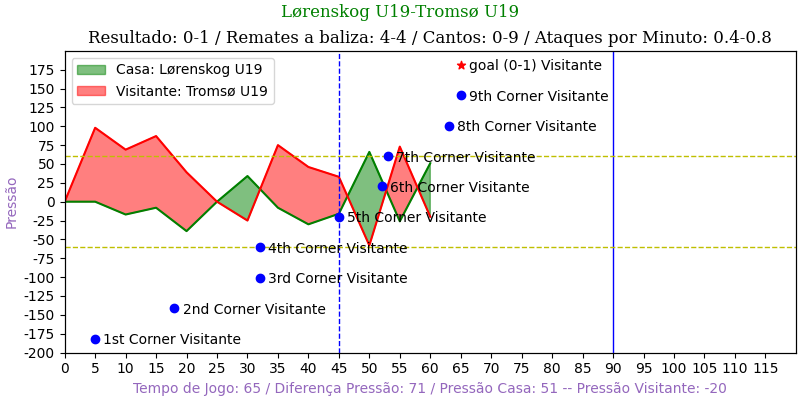 Lørenskog U19-Tromsø U19
Resultado: 0-1 / Remates a baliza: 4-4 / Cantos: 0-9 / Ataques por Minuto: 0.4-0.8
Casa: Lørenskog U19
Visitante: Tromsø U19
goal (0-1) Visitante
9th Corner Visitante
8th Corner Visitante
7th Corner Visitante
6th Corner Visitante
5th Corner Visitante
4th Corner Visitante
3rd Corner Visitante
2nd Corner Visitante
1st Corner Visitante
Pressão
175
150
125
100
75
50
25
0
-25
-50
-75
-100
-125
-150
-175
-200
0 5 10 15 20 25 30 35 40 45 50 55 60 65 70 75 80 85 90 95 100 105 110 115
Tempo de Jogo: 65 / Diferença Pressão: 71 / Pressão Casa: 51 -- Pressão Visitante: -20